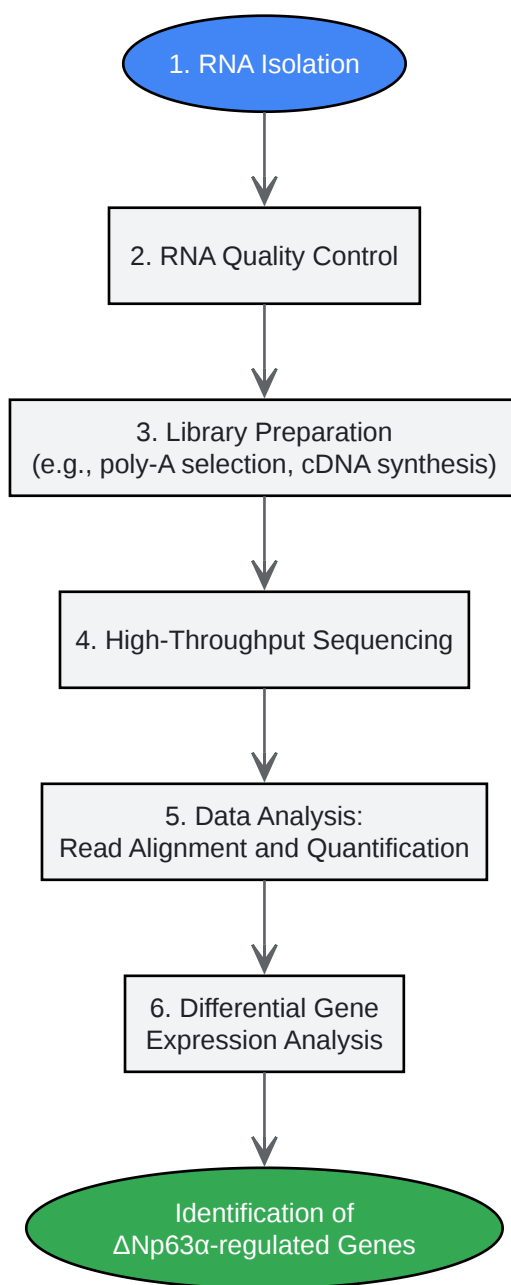 1. RNA Isolation
2. RNA Quality Control
3. Library Preparation
(e.g., poly-A selection, cDNA synthesis)
4. High-Throughput Sequencing
5. Data Analysis:
Read Alignment and Quantification
6. Differential Gene
Expression Analysis
Identification of
ΔNp63α-regulated Genes